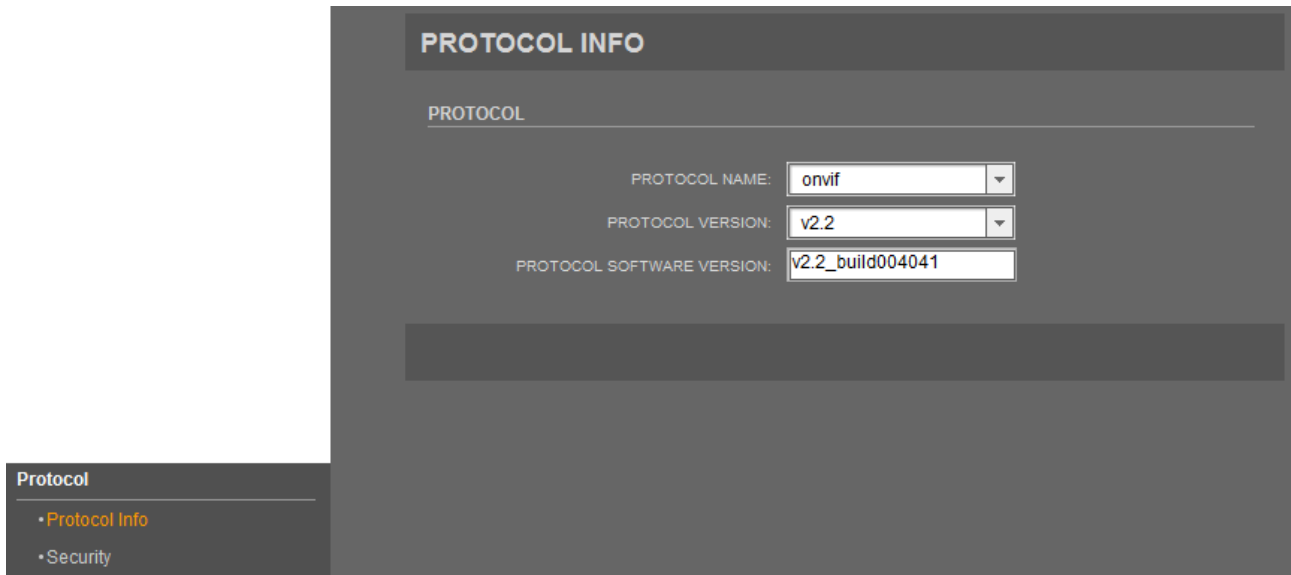 PROTOCOL INFO
PROTOCOL
PROTOCOL NAME: onvif
PROTOCOL VERSION: v2.2
PROTOCOL SOFTWARE VERSION: v2.2_build004041
Protocol
•Protocol Info
•Security